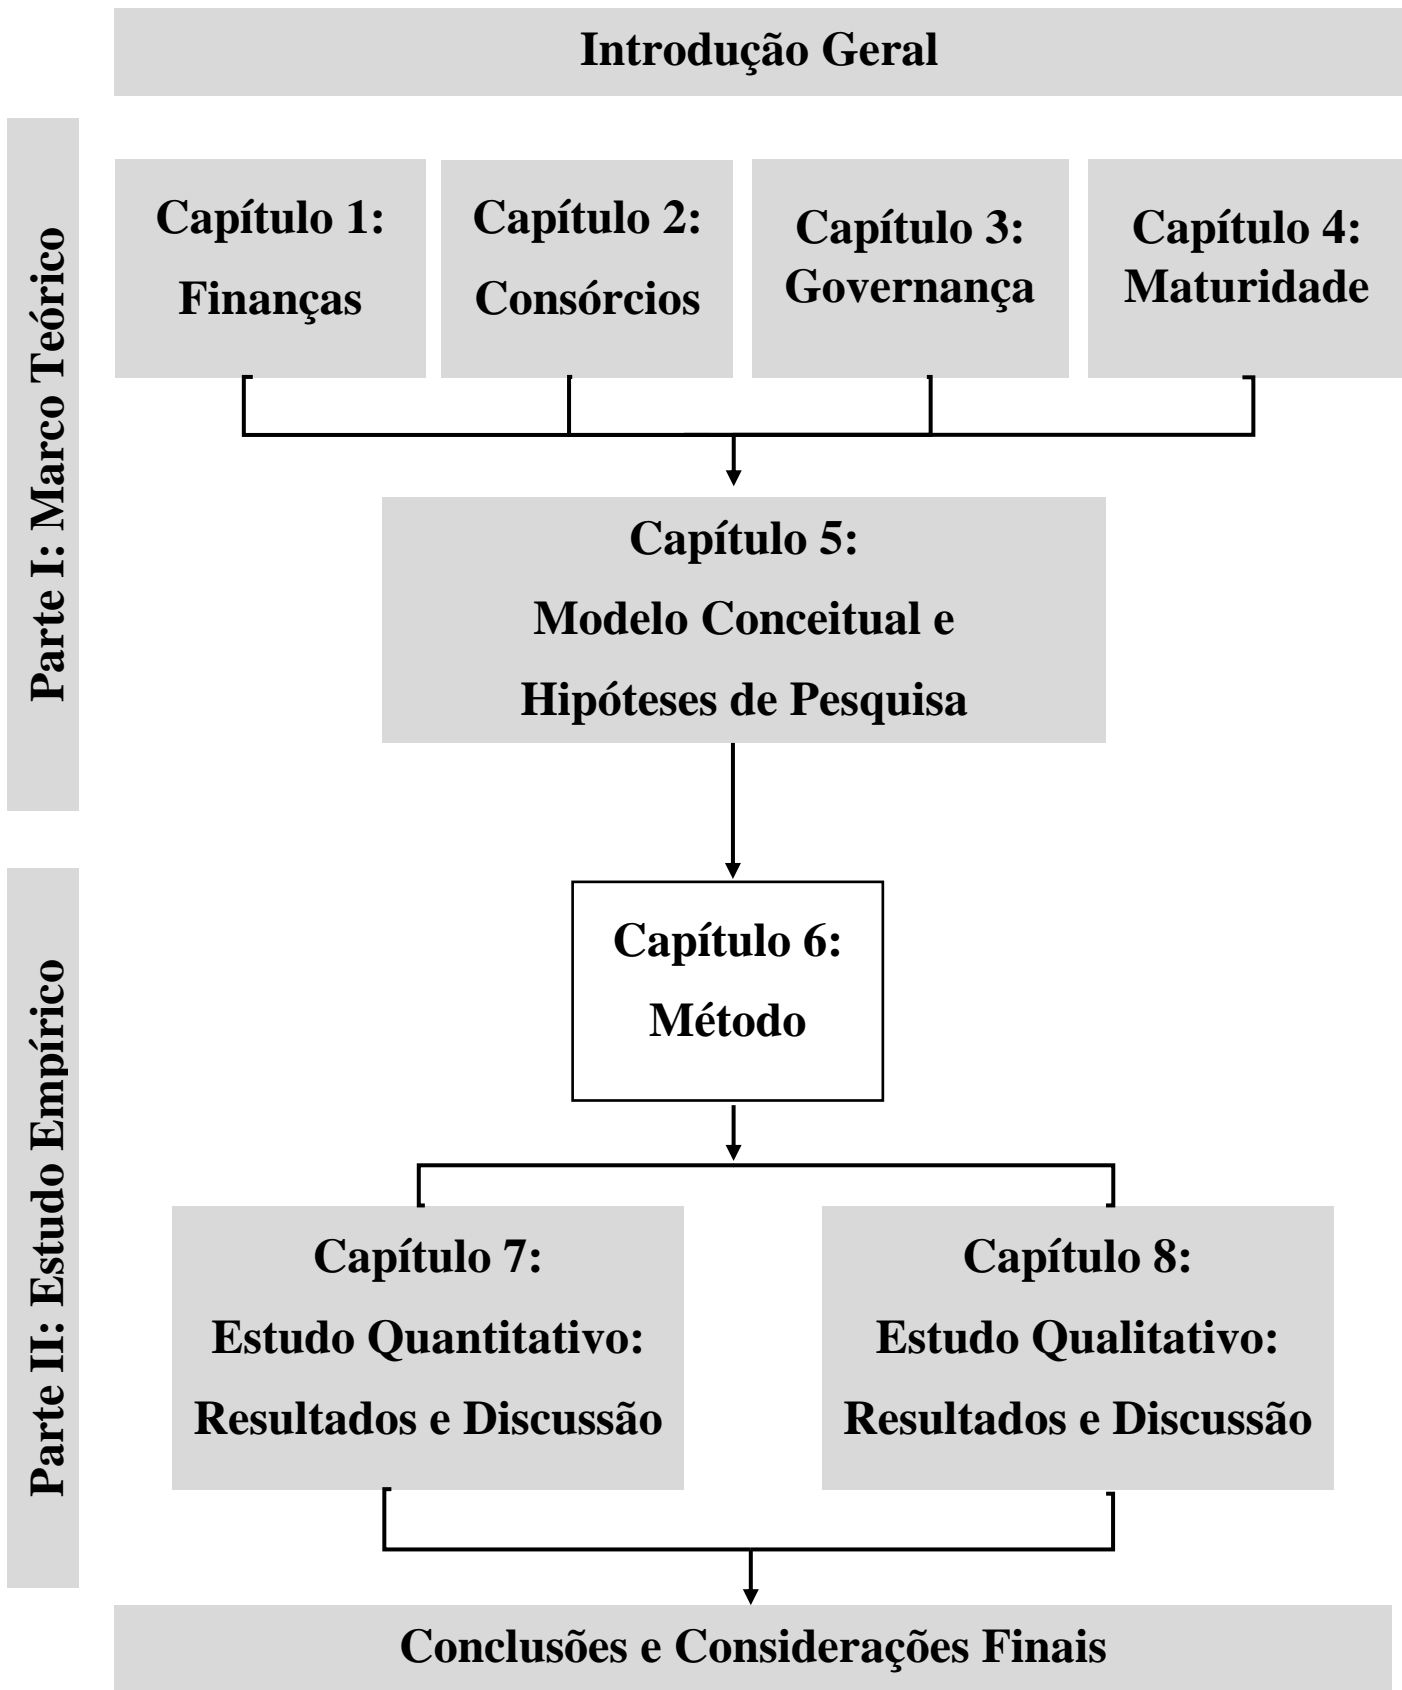 Introdução Geral
Parte I: Marco Teórico
Capítulo 1:
Finanças
Capítulo 2:
Consórcios
Capítulo 3:
Governança
Capítulo 4:
Maturidade
Capítulo 5:
Modelo Conceitual e
Hipóteses de Pesquisa
Parte II: Estudo Empírico
Capítulo 6:
Método
Capítulo 7:
Estudo Quantitativo:
Resultados e Discussão
Capítulo 8:
Estudo Qualitativo:
Resultados e Discussão
Conclusões e Considerações Finais